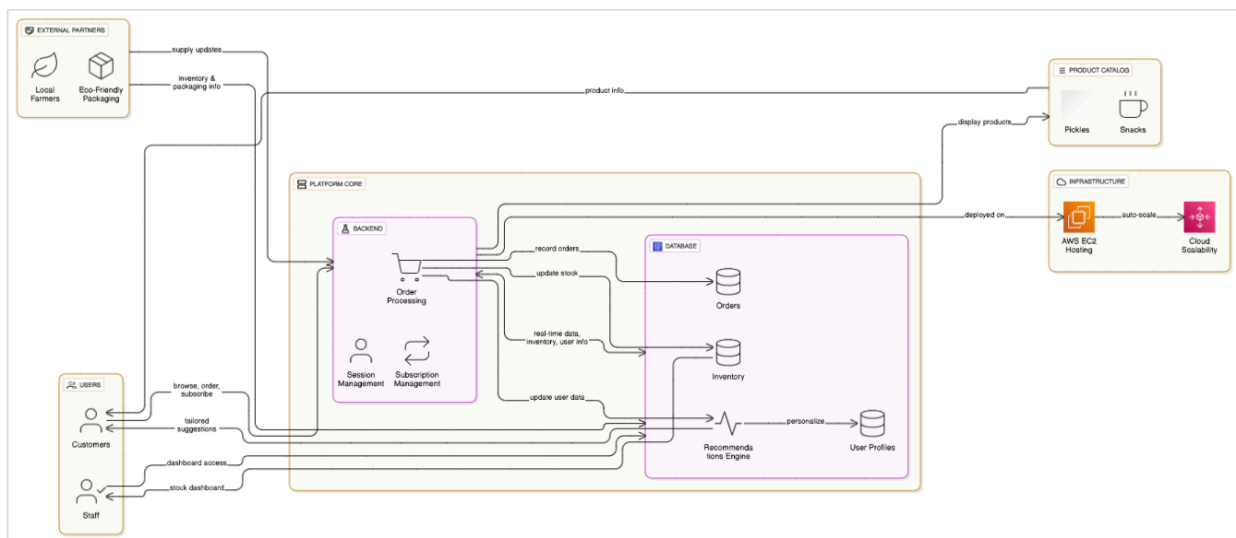 EXTERNAL PARTNERS
Local
Farmers
Eco-Friendly
Packaging
supply updates
inventory &
packaging info
product info
PRODUCT CATALOG
Pickles
Snacks
display products
PLATFORM CORE
INFRASTRUCTURE
AWS EC2
Hosting
auto-scale
Cloud
Scalability
deployed on
BACKEND
Order
Processing
Session
Management
Subscription
Management
record orders
update stock
real-time data,
inventory, user info
update user data
DATABASE
Orders
Inventory
Recommenda
tions Engine
personalize
User Profiles
USERS
Customers
Staff
browse, order,
subscribe
tailored
suggestions
dashboard access
stock dashboard